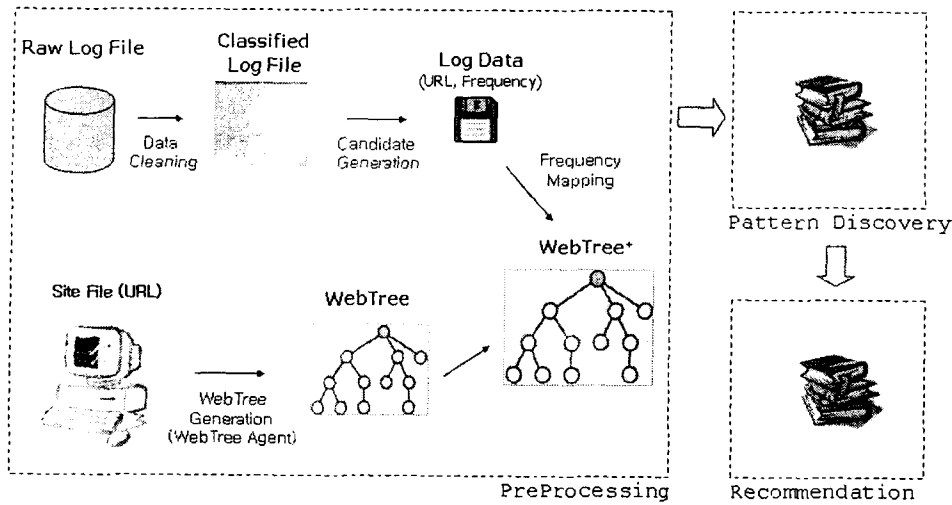 Raw Log File
Classified
Log File
Log Data
(URL, Frequency)
Data
Cleaning
Candidate
Generation
Frequency
Mapping
Pattern Discovery
WebTree+
Site File (URL)
WebTree
WebTree
Generation
(WebTree Agent)
PreProcessing
Recommendation